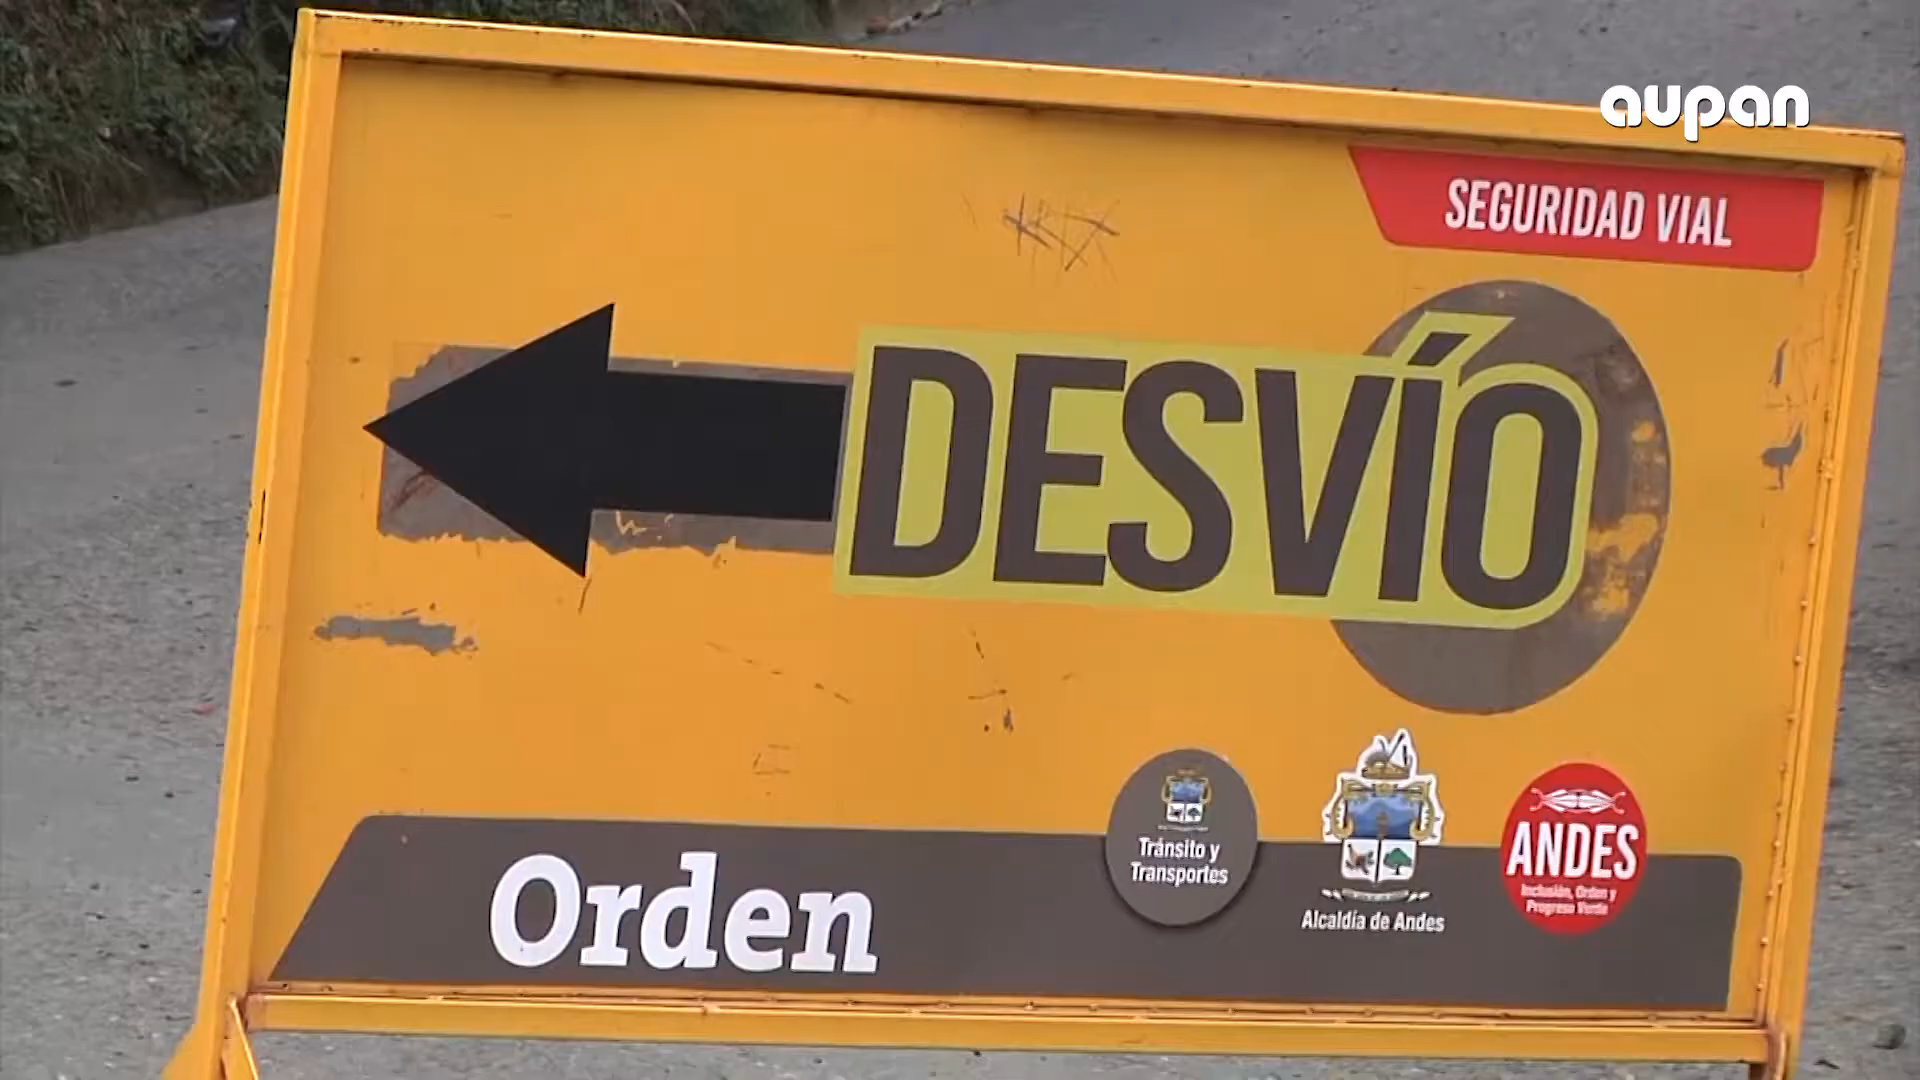 aupan
SEGURIDAD VIAL
DESVÍO
Tránsito y
Transportes
Alcaldía de Andes
ANDES
Inclusión, Orden y
Progreso Verde
Orden